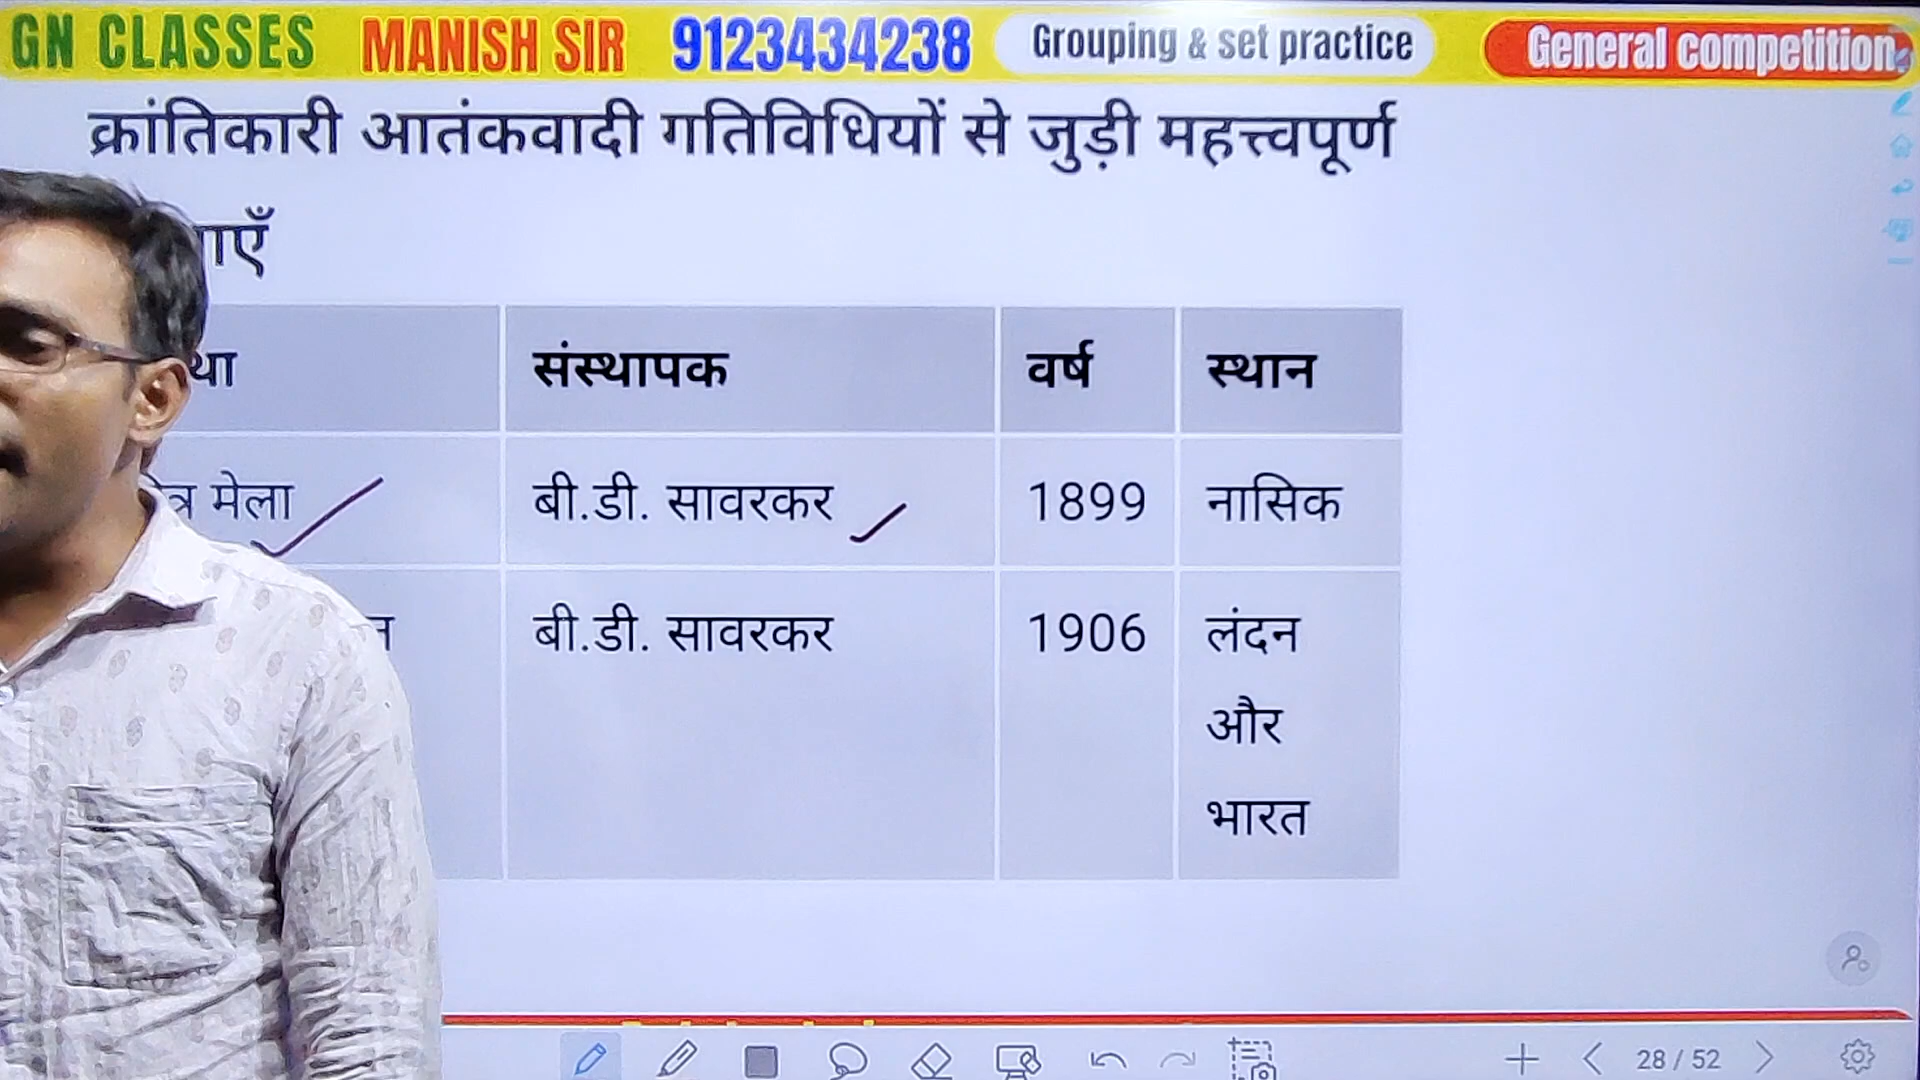 GN CLASSES MANISH SIR 9123434238 Grouping & set practice General competition
क्रांतिकारी आतंकवादी गतिविधियों से जुड़ी महत्त्वपूर्ण
संस्थापक वर्ष स्थान
मेला बी.डी. सावरकर 1899 नासिक
बी.डी. सावरकर 1906 लंदन
और
भारत
28 / 52